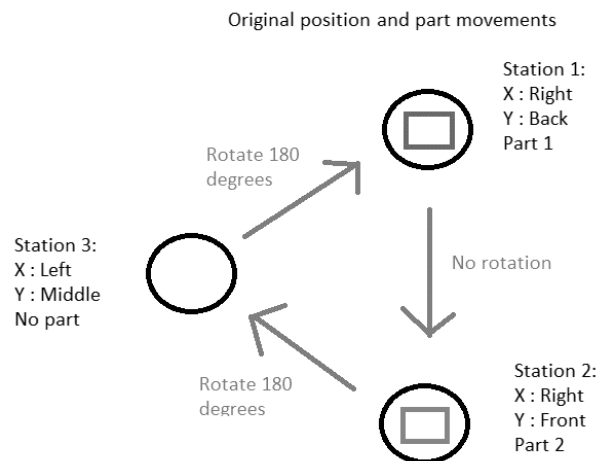 Original position and part movements
Station 1:
X : Right
Y : Back
Part 1
Rotate 180
degrees
Station 3:
X : Left
Y : Middle
No part
No rotation
Rotate 180
degrees
Station 2:
X : Right
Y : Front
Part 2